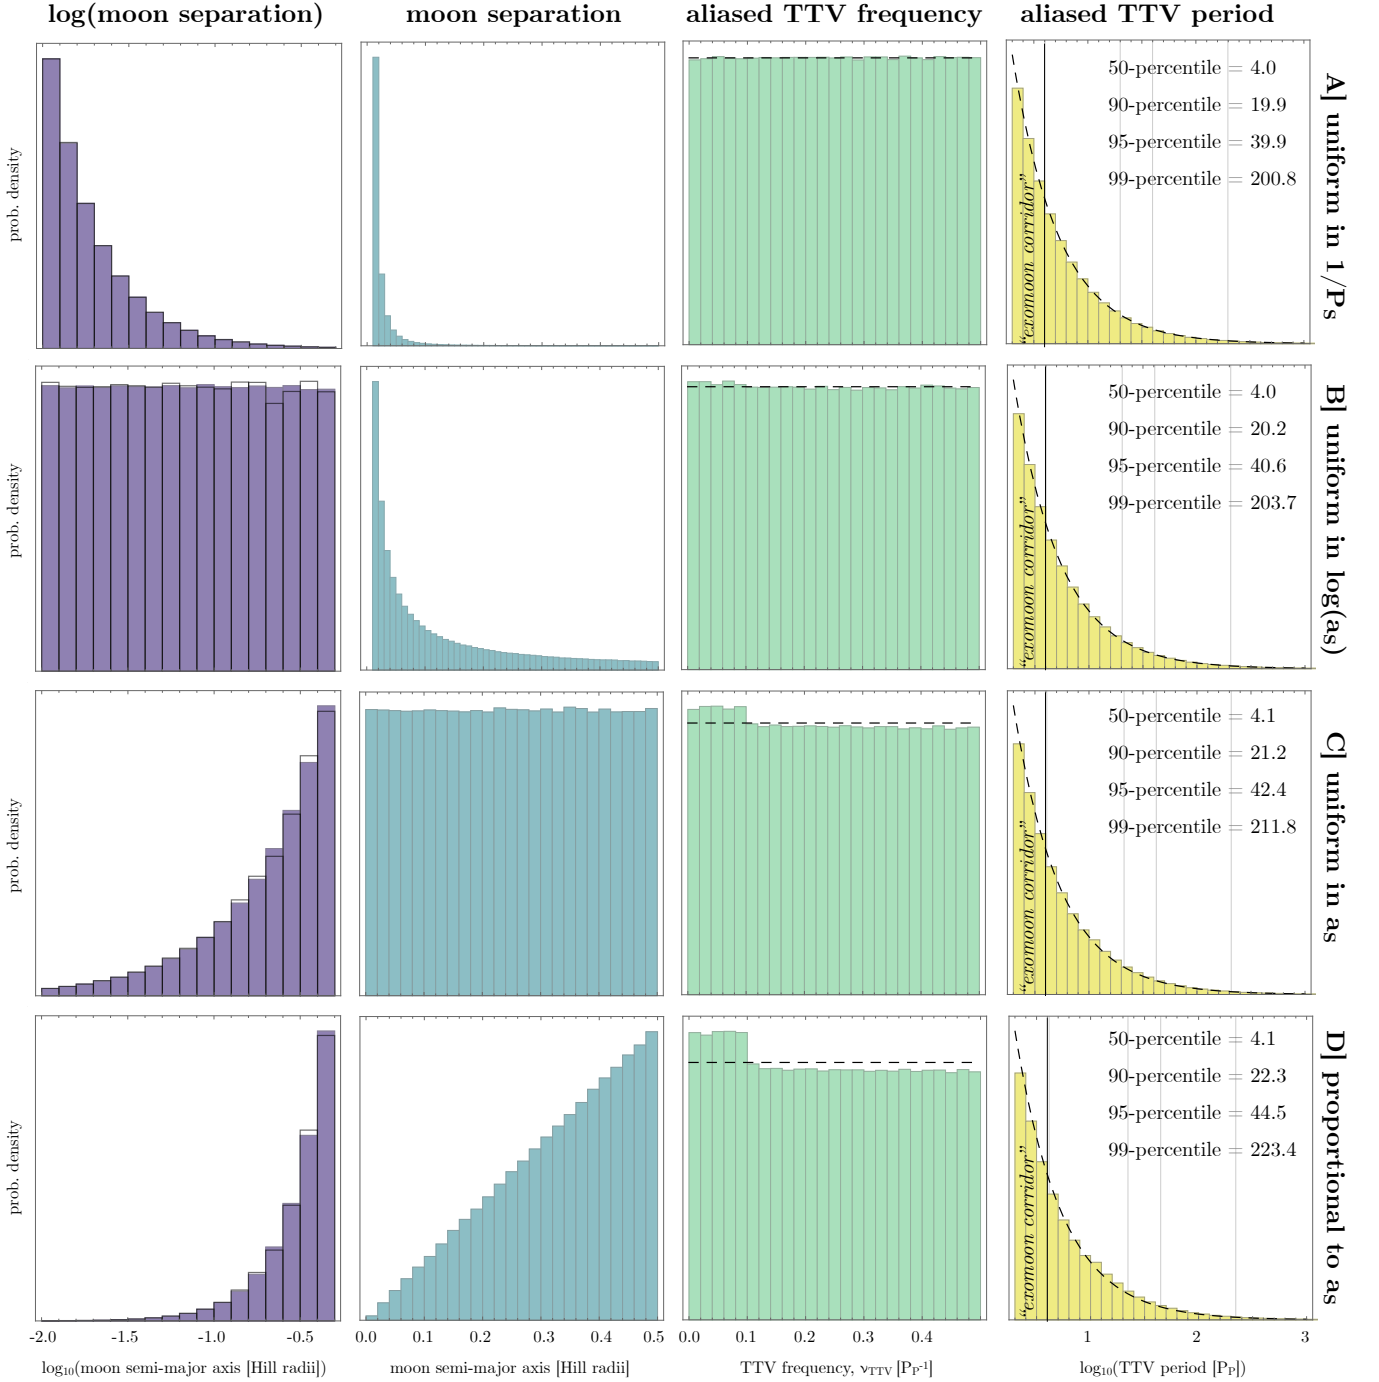 log(moon separation)
moon separation
aliased TTV frequency
aliased TTV period
prob. density
“exomoon corridor”
50-percentile = 4.0
90-percentile = 19.9
95-percentile = 39.9
99-percentile = 200.8
A] uniform in 1/Ps
prob. density
“exomoon corridor”
50-percentile = 4.0
90-percentile = 20.2
95-percentile = 40.6
99-percentile = 203.7
B] uniform in log(as)
prob. density
“exomoon corridor”
50-percentile = 4.1
90-percentile = 21.2
95-percentile = 42.4
99-percentile = 211.8
C] uniform in as
prob. density
“exomoon corridor”
50-percentile = 4.1
90-percentile = 22.3
95-percentile = 44.5
99-percentile = 223.4
D] proportional to as
-2.0 -1.5 -1.0 -0.5
0.0 0.1 0.2 0.3 0.4 0.5
0.0 0.1 0.2 0.3 0.4
1 2 3
log₁₀(moon semi-major axis [Hill radii])
moon semi-major axis [Hill radii]
TTV frequency, νTTV [PP⁻¹]
log₁₀(TTV period [PP])